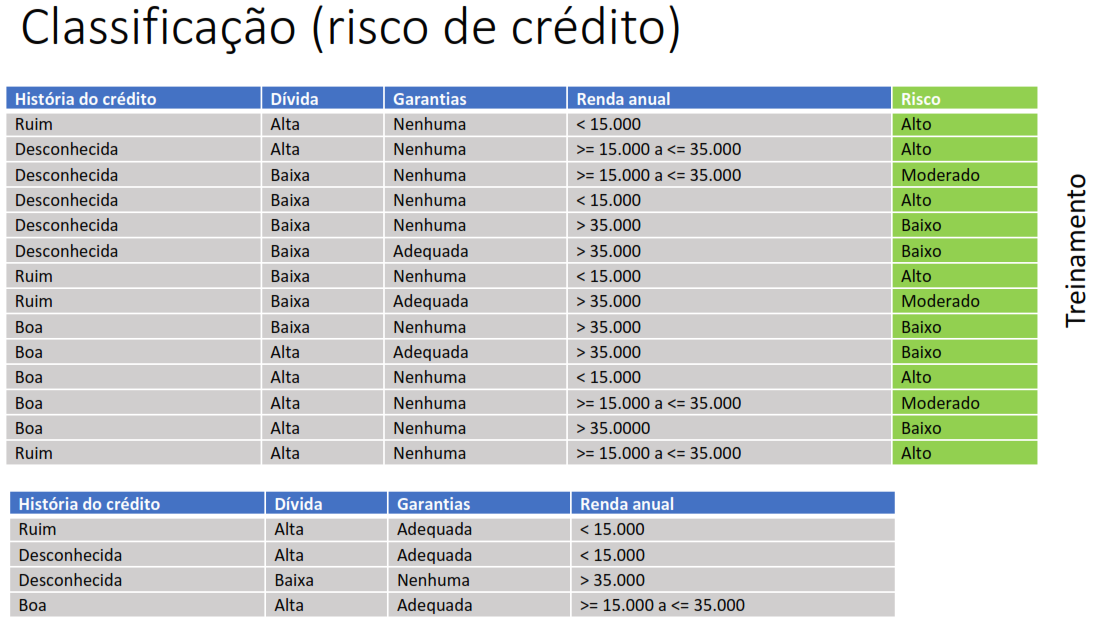 Classificação (risco de crédito)
História do crédito Dívida Garantias Renda anual Risco
Ruim Alta Nenhuma < 15.000 Alto
Desconhecida Alta Nenhuma >= 15.000 a <= 35.000 Alto
Desconhecida Baixa Nenhuma >= 15.000 a <= 35.000 Moderado
Desconhecida Baixa Nenhuma < 15.000 Alto
Desconhecida Baixa Nenhuma > 35.000 Baixo
Desconhecida Baixa Adequada > 35.000 Baixo
Ruim Baixa Nenhuma < 15.000 Alto
Ruim Baixa Adequada > 35.000 Moderado
Boa Baixa Nenhuma > 35.000 Baixo
Boa Alta Adequada > 35.000 Baixo
Boa Alta Nenhuma < 15.000 Alto
Boa Alta Nenhuma >= 15.000 a <= 35.000 Moderado
Boa Alta Nenhuma > 35.0000 Baixo
Ruim Alta Nenhuma >= 15.000 a <= 35.000 Alto
Treinamento
História do crédito Dívida Garantias Renda anual
Ruim Alta Adequada < 15.000
Desconhecida Alta Adequada < 15.000
Desconhecida Baixa Nenhuma > 35.000
Boa Alta Adequada >= 15.000 a <= 35.000